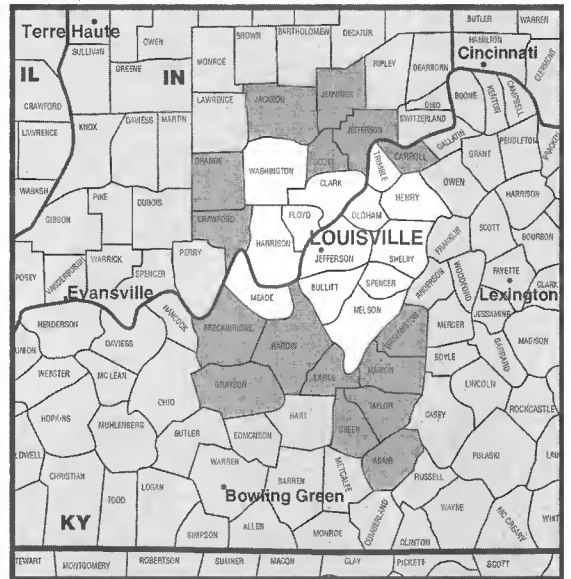 BUTLER WARREN
BROWN BARTHOLOMEW DECATUR HAMILTON
Terre Haute
SULLIVAN OWEN MONROE RIPLEY DEARBORN Cincinnati CLERMONT
IL GREENE IN JENNINGS OHIO BOONE KENTON CAMPBELL
CRAWFORD LAWRENCE JACKSON JEFFERSON SWITZERLAND
LAWRENCE KNOX DAVIESS MARTIN SCOTT CARROLL GALLATIN GRANT PENDLETON
ORANGE WASHINGTON TRIMBLE OWEN
WABASH PIKE DUBOIS CLARK HENRY HARRISON
GIBSON CRAWFORD FLOYD OLDHAM SCOTT BOURBON
HARRISON LOUISVILLE FRANKLIN
POSEY VANDERBURGH WARRICK SPENCER PERRY JEFFERSON SHELBY WOODFORD FAYETTE CLARK
Evansville MEADE BULLITT SPENCER ANDERSON Lexington
HENDERSON HANCOCK NELSON MERCER JESSAMINE
UNION DAVIESS BRECKINRIDGE HARDIN WASHINGTON BOYLE GARRARD MADISON
WEBSTER MC LEAN OHIO GRAYSON LARUE MARION LINCOLN
HOPKINS MUHLENBERG HART TAYLOR CASEY ROCKCASTLE
LDWELL BUTLER EDMONSON GREEN PULASKI LAU
CHRISTIAN WARREN METCALFE ADAIR RUSSELL
TODD LOGAN Bowling Green BARREN WAYNE MC CREARY WHIT
KY SIMPSON ALLEN MONROE CUMBERLAND CLINTON
TEWART MONTGOMERY ROBERTSON SUMNER MACON CLAY PICKETT SCOTT